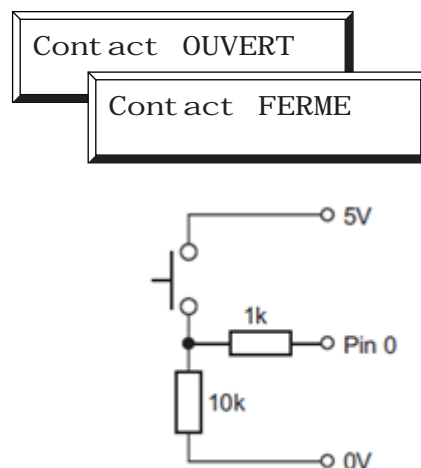 Contact OUVERT
Contact FERME
5V
1k
Pin 0
10k
0V